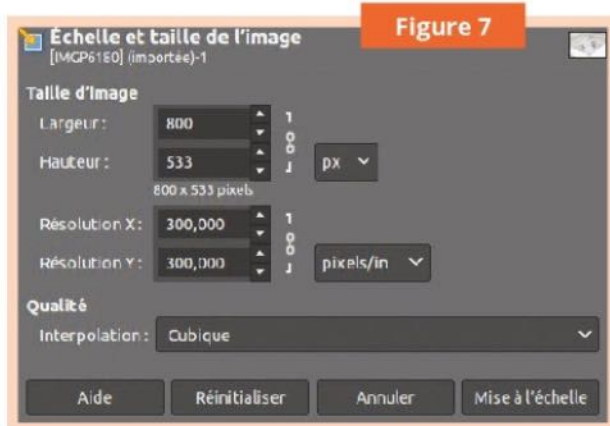 Figure 7
Échelle et taille de l'image
[IMGP6180] (importée)-1
Taille d'Image
Largeur : 800
Hauteur : 533 px
800 x 533 pixels
Résolution X : 300,000
Résolution Y : 300,000 pixels/in
Qualité
Interpolation : Cubique
Aide Réinitialiser Annuler Mise à l'échelle